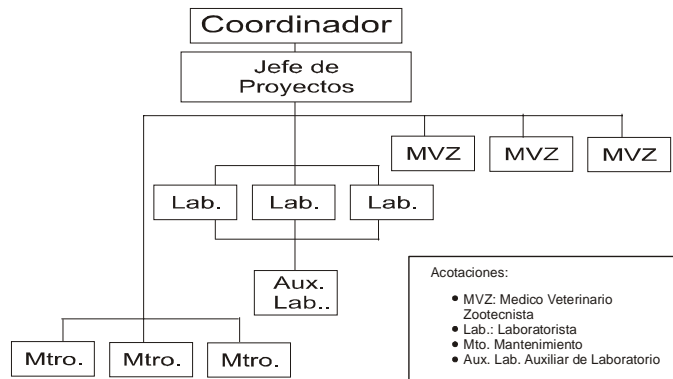 Coordinador
Jefe de
Proyectos
MVZ MVZ MVZ
Lab. Lab. Lab.
Aux.
Lab..
Mtro. Mtro. Mtro.
Acotaciones:
● MVZ: Medico Veterinario
Zootecnista
● Lab.: Laboratorista
● Mto. Mantenimiento
● Aux. Lab. Auxiliar de Laboratorio